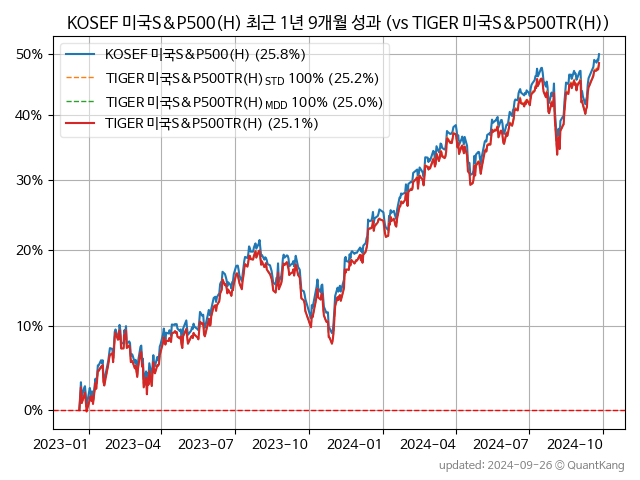 KOSEF 미국S&P500(H) 최근 1년 9개월 성과 (vs TIGER 미국S&P500TR(H))
KOSEF 미국S&P500(H) (25.8%)
TIGER 미국S&P500TR(H) STD 100% (25.2%)
TIGER 미국S&P500TR(H) MDD 100% (25.0%)
TIGER 미국S&P500TR(H) (25.1%)
50%
40%
30%
20%
10%
0%
2023-01 2023-04 2023-07 2023-10 2024-01 2024-04 2024-07 2024-10
updated: 2024-09-26 © QuantKang